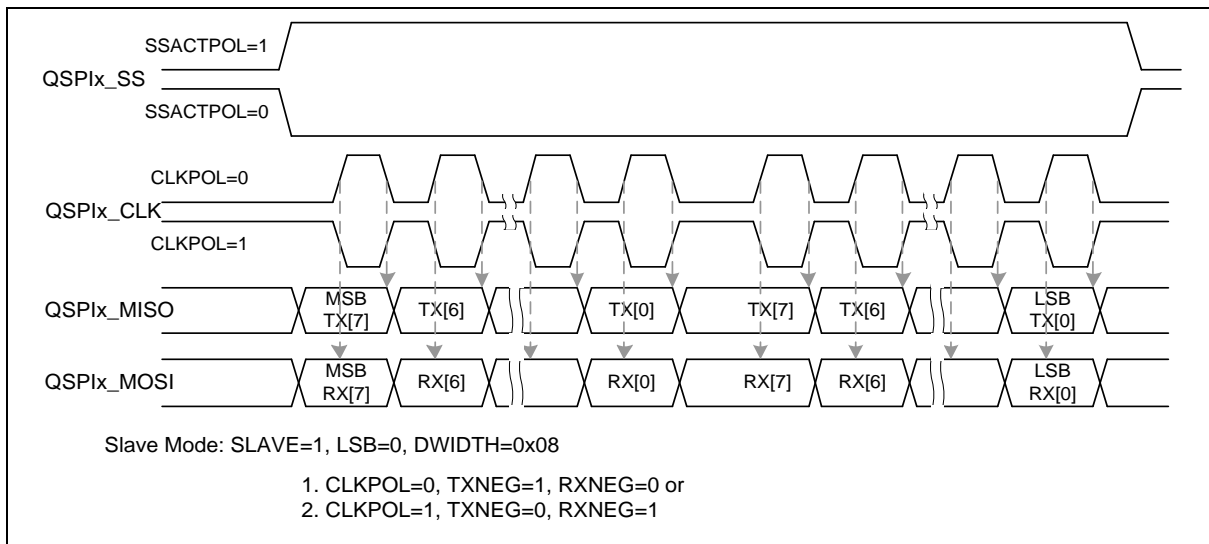 SSACTPOL=1
QSPIx_SS
SSACTPOL=0
CLKPOL=0
QSPIx_CLK
CLKPOL=1
QSPIx_MISO
MSB
TX[7]
TX[6]
TX[0]
TX[7]
TX[6]
LSB
TX[0]
QSPIx_MOSI
MSB
RX[7]
RX[6]
RX[0]
RX[7]
RX[6]
LSB
RX[0]
Slave Mode: SLAVE=1, LSB=0, DWIDTH=0x08
1. CLKPOL=0, TXNEG=1, RXNEG=0 or
2. CLKPOL=1, TXNEG=0, RXNEG=1